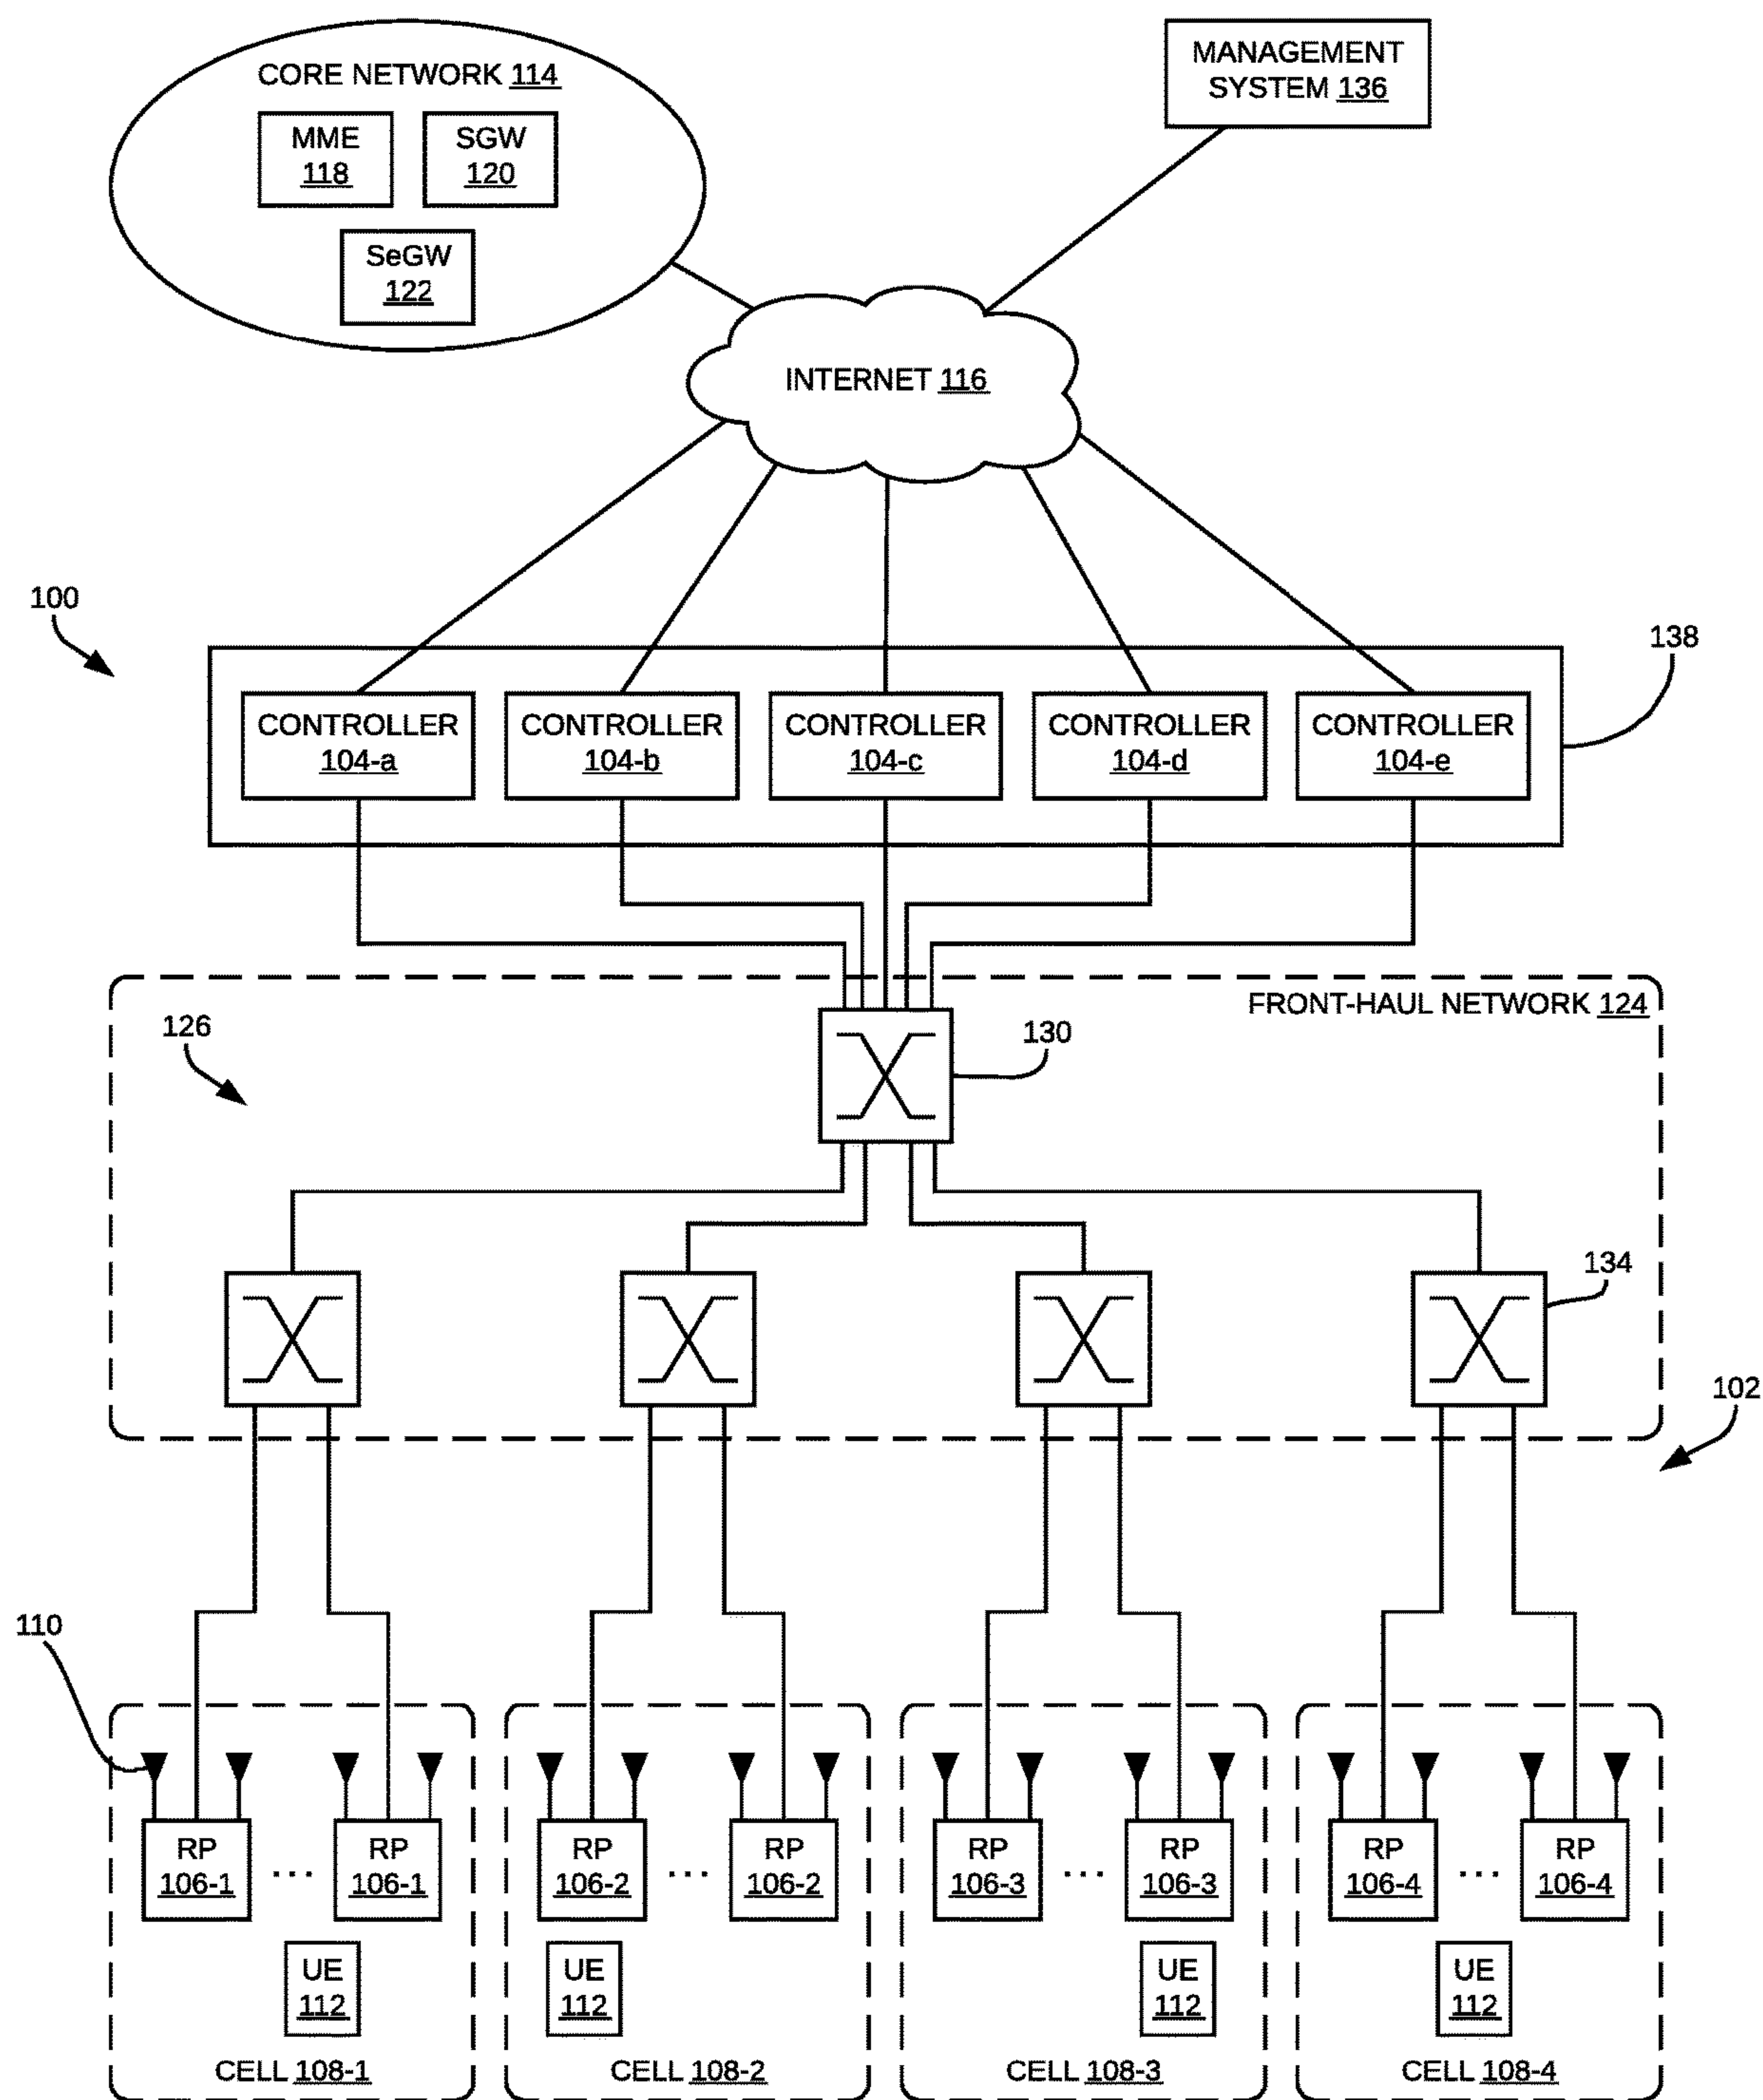 CORE NETWORK 114
MANAGEMENT
SYSTEM 136
MME
118
SGW
120
SeGW
122
INTERNET 116
100
138
CONTROLLER
104-a
CONTROLLER
104-b
CONTROLLER
104-c
CONTROLLER
104-d
CONTROLLER
104-e
FRONT-HAUL NETWORK 124
126
130
134
102
110
RP
106-1
...
RP
106-1
RP
106-2
...
RP
106-2
RP
106-3
...
RP
106-3
RP
106-4
...
RP
106-4
UE
112
UE
112
UE
112
UE
112
CELL 108-1
CELL 108-2
CELL 108-3
CELL 108-4